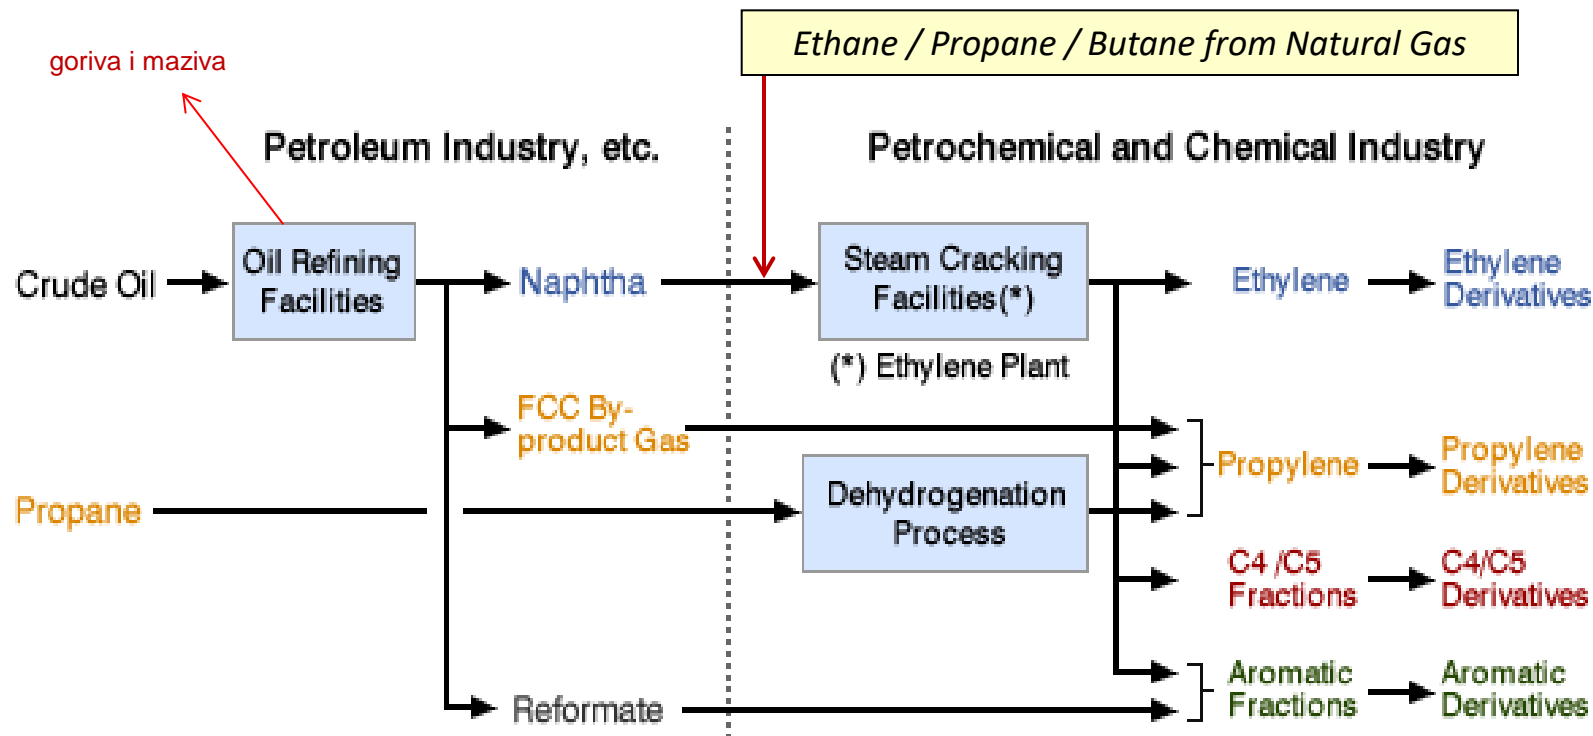 Ethane / Propane / Butane from Natural Gas
goriva i maziva
Petroleum Industry, etc.
Petrochemical and Chemical Industry
Crude Oil
Oil Refining
Facilities
Naphtha
Steam Cracking
Facilities(*)
(*) Ethylene Plant
Ethylene
Ethylene
Derivatives
FCC By-
product Gas
Propylene
Propylene
Derivatives
Propane
Dehydrogenation
Process
C4 /C5
Fractions
C4/C5
Derivatives
Reformate
Aromatic
Fractions
Aromatic
Derivatives